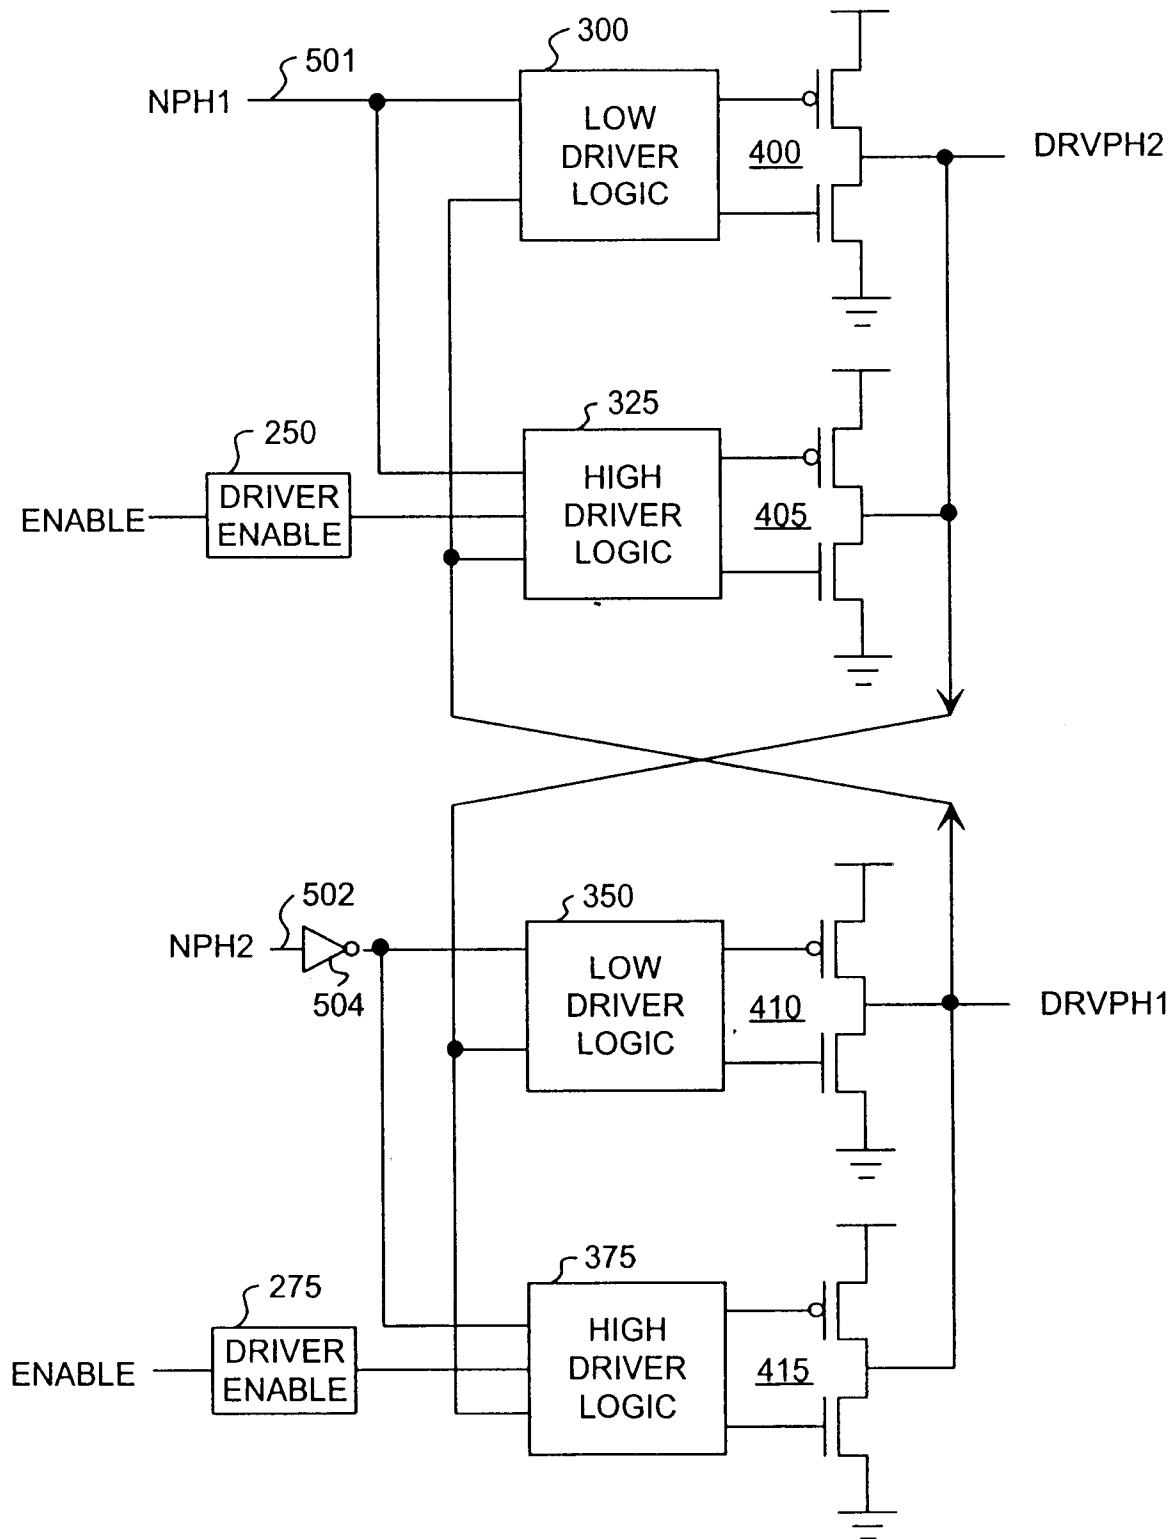 300
501
NPH1
LOW
DRIVER
LOGIC
400
DRVPH2
325
250
HIGH
DRIVER
LOGIC
405
DRIVER
ENABLE
ENABLE
502
350
NPH2
504
LOW
DRIVER
LOGIC
410
DRVPH1
375
275
HIGH
DRIVER
LOGIC
415
DRIVER
ENABLE
ENABLE